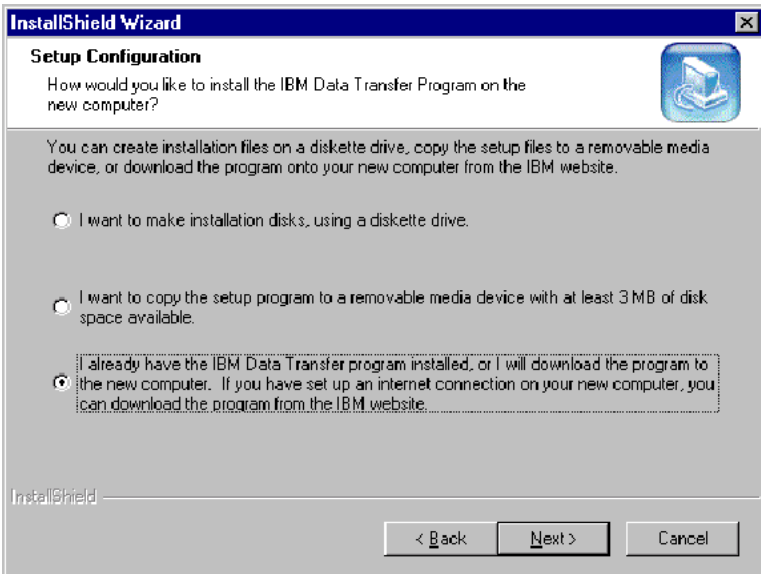 InstallShield Wizard
Setup Configuration
How would you like to install the IBM Data Transfer Program on the
new computer?
You can create installation files on a diskette drive, copy the setup files to a removable media
device, or download the program onto your new computer from the IBM website.
I want to make installation disks, using a diskette drive.
I want to copy the setup program to a removable media device with at least 3 MB of disk
space available.
I already have the IBM Data Transfer program installed, or I will download the program to
the new computer.  If you have set up an internet connection on your new computer, you
can download the program from the IBM website.
InstallShield
< Back Next > Cancel